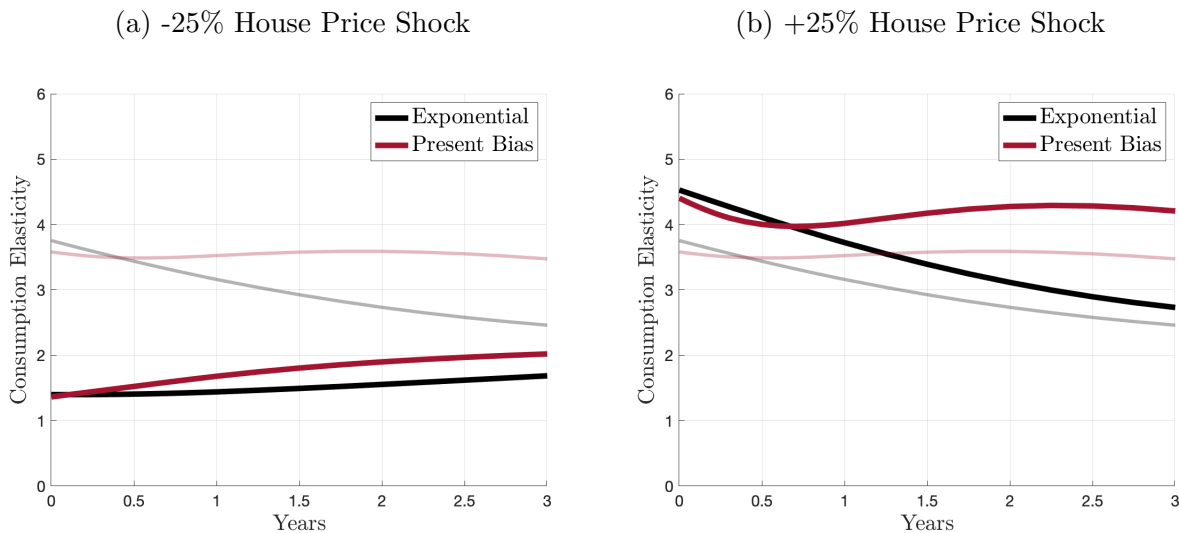 (a) -25% House Price Shock
6
5
4
3
2
1
0
Consumption Elasticity
Exponential
Present Bias
0
0.5
1
1.5
2
2.5
3
Years
(b) +25% House Price Shock
6
5
4
3
2
1
0
Consumption Elasticity
Exponential
Present Bias
0
0.5
1
1.5
2
2.5
3
Years